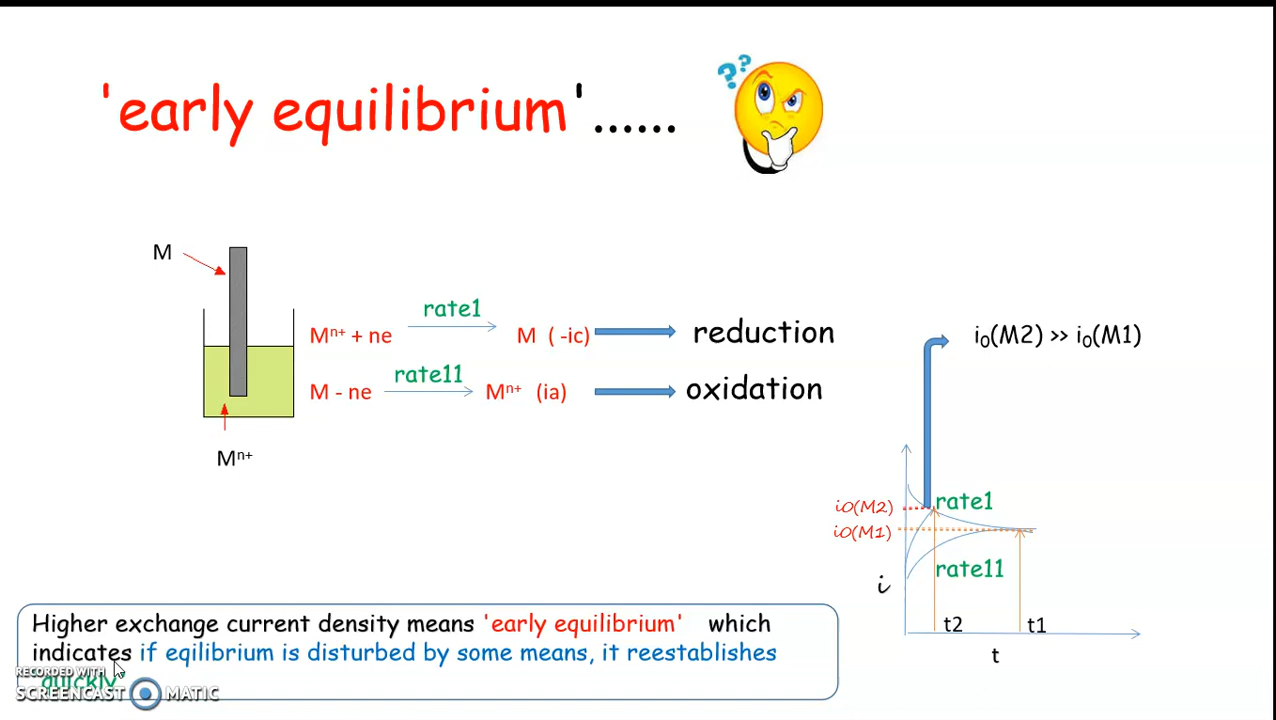 'early equilibrium'......
??
M
rate1
M^n+ + ne M ( -ic) reduction
rate11
M - ne M^n+ (ia) oxidation
M^n+
i₀(M2) >> i₀(M1)
i0(M2) rate1
i0(M1)
rate11
i
t2 t1
t
Higher exchange current density means 'early equilibrium' which
indicates if eqilibrium is disturbed by some means, it reestablishes
quickly
RECORDED WITH
SCREENCAST MATIC